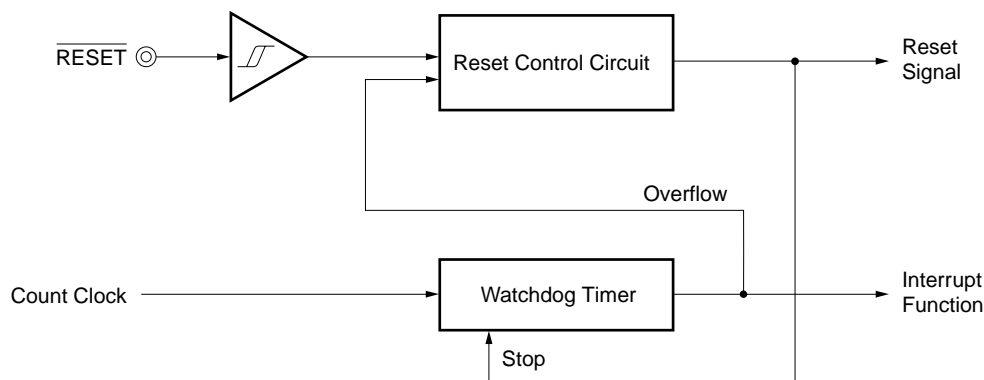 RESET
Reset Control Circuit
Reset
Signal
Overflow
Count Clock
Watchdog Timer
Interrupt
Function
Stop